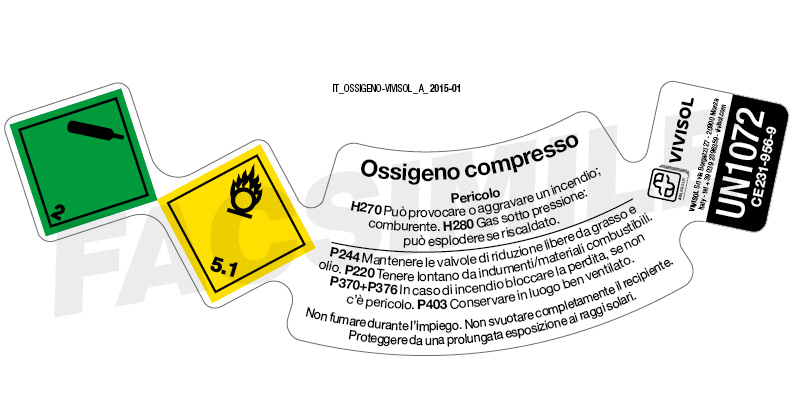 IT_OSSIGENO-VIVISOL_A_ 2015-01
FACSIMILE
2
5.1
Ossigeno compresso
Pericolo
H270 Può provocare o aggravare un incendio;
comburente. H280 Gas sotto pressione:
può esplodere se riscaldato.
P244 Mantenere le valvole di riduzione libere da grasso e
olio. P220 Tenere lontano da indumenti/materiali combustibili.
P370+P376 In caso di incendio bloccare la perdita, se non
c'è pericolo. P403 Conservare in luogo ben ventilato.
Non fumare durante l'impiego. Non svuotare completamente il recipiente.
Proteggere da una prolungata esposizione ai raggi solari.
VIVISOL
UN1072
CE 231-956-9